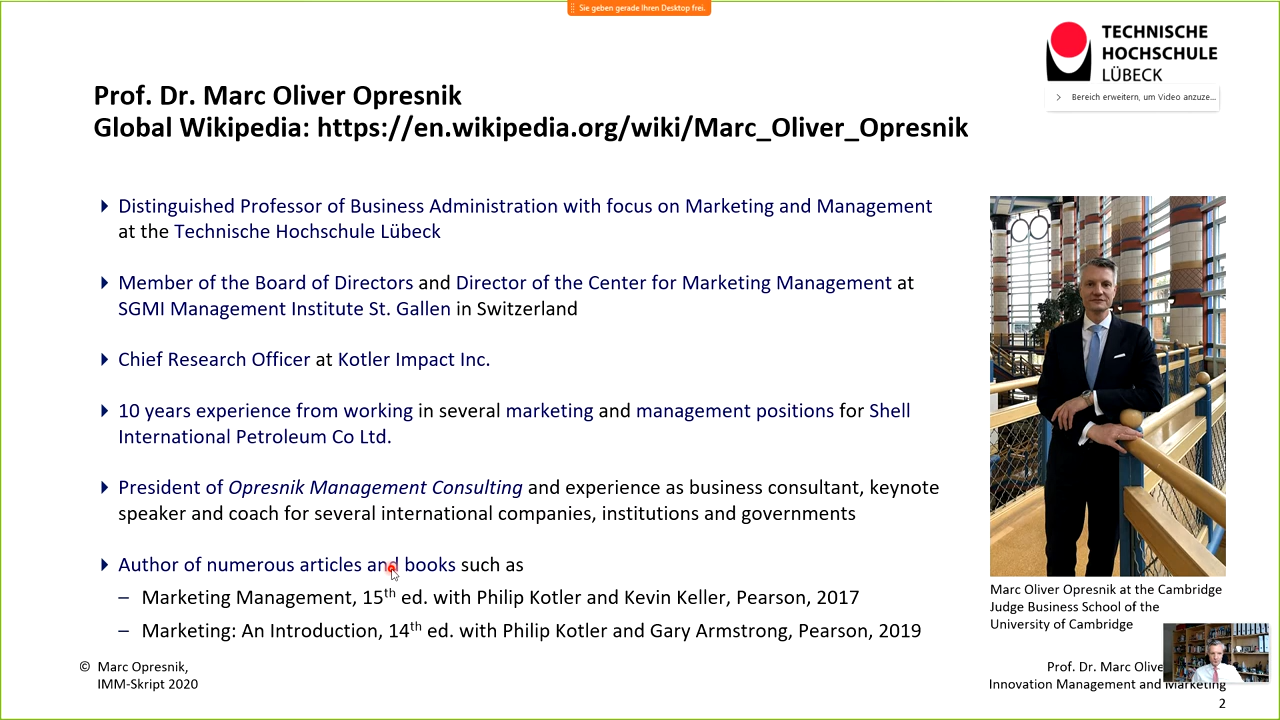 Sie geben gerade Ihren Desktop frei.
TECHNISCHE
HOCHSCHULE
LÜBECK
Bereich erweitern, um Video anzuze...
Prof. Dr. Marc Oliver Opresnik
Global Wikipedia: https://en.wikipedia.org/wiki/Marc_Oliver_Opresnik
Distinguished Professor of Business Administration with focus on Marketing and Management
at the Technische Hochschule Lübeck
Member of the Board of Directors and Director of the Center for Marketing Management at
SGMI Management Institute St. Gallen in Switzerland
Chief Research Officer at Kotler Impact Inc.
10 years experience from working in several marketing and management positions for Shell
International Petroleum Co Ltd.
President of Opresnik Management Consulting and experience as business consultant, keynote
speaker and coach for several international companies, institutions and governments
Author of numerous articles and books such as
– Marketing Management, 15th ed. with Philip Kotler and Kevin Keller, Pearson, 2017
– Marketing: An Introduction, 14th ed. with Philip Kotler and Gary Armstrong, Pearson, 2019
Marc Oliver Opresnik at the Cambridge
Judge Business School of the
University of Cambridge
© Marc Opresnik,
IMM-Skript 2020
Prof. Dr. Marc Olive
Innovation Management and Marketing
2